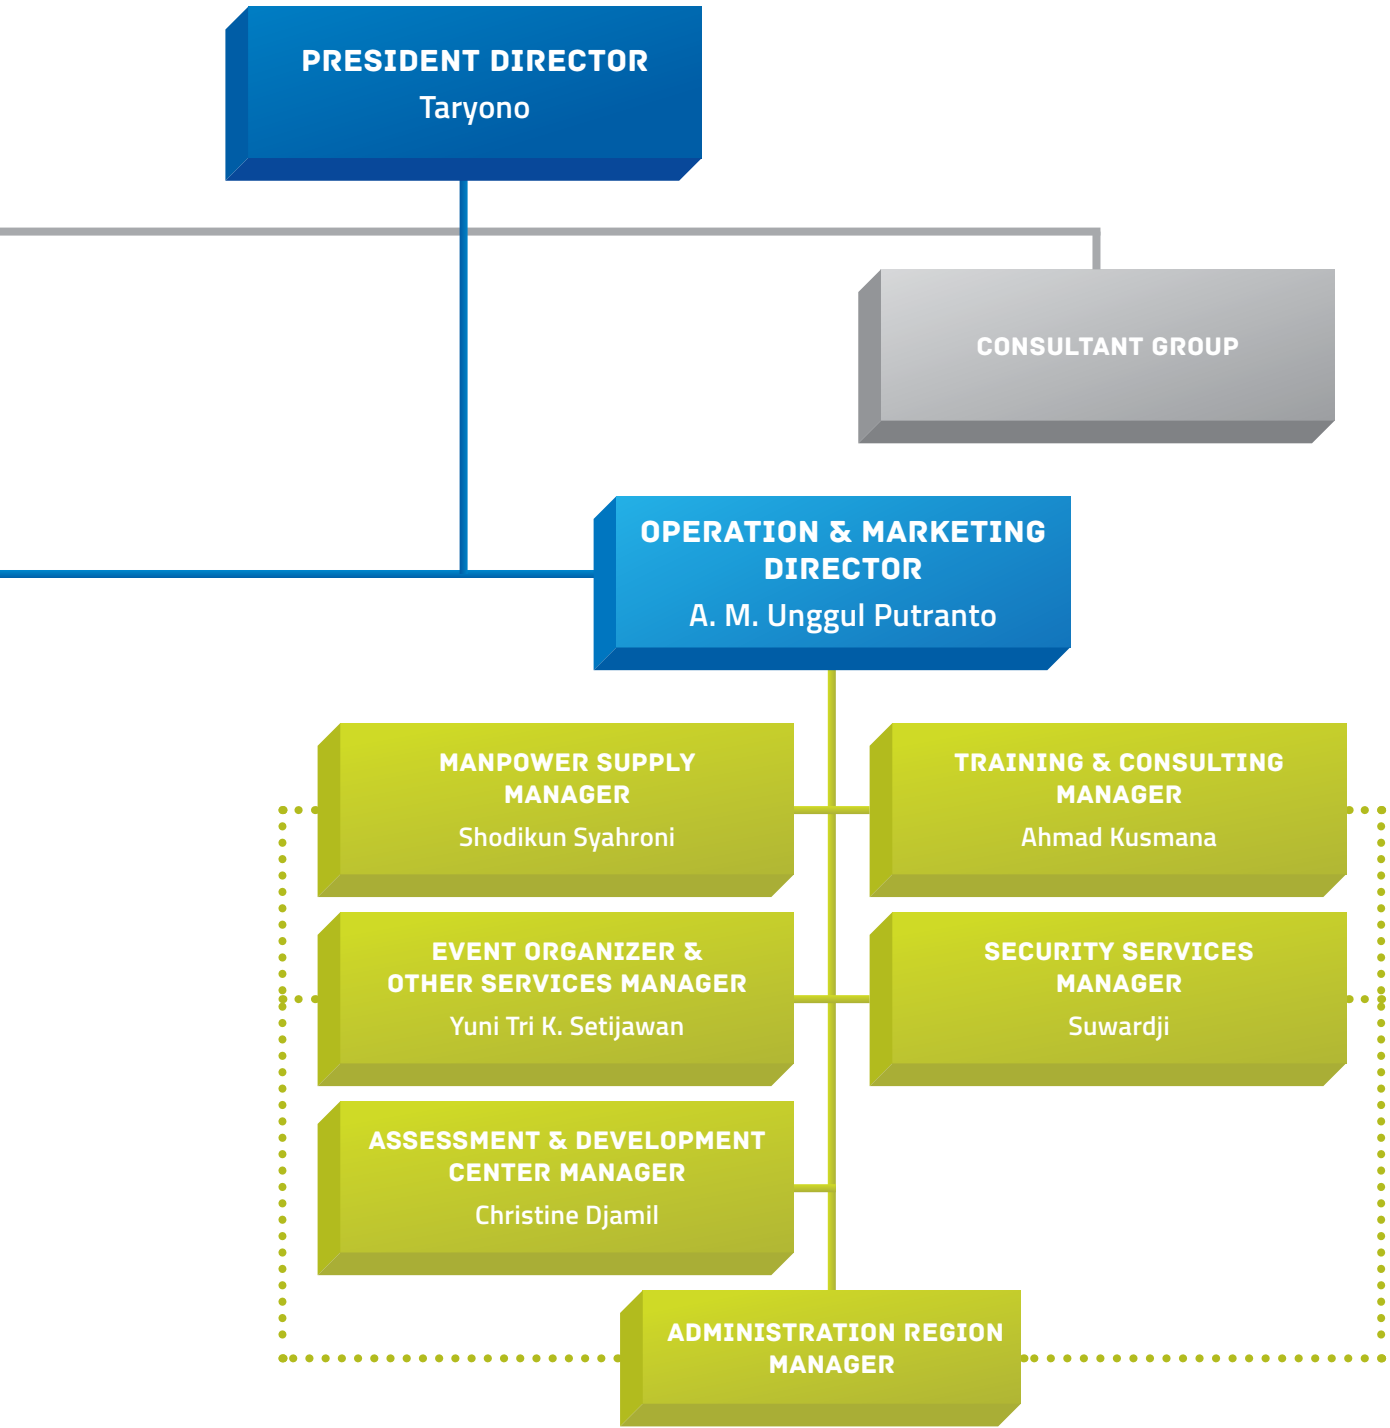 PRESIDENT DIRECTOR
Taryono
CONSULTANT GROUP
OPERATION & MARKETING
DIRECTOR
A. M. Unggul Putranto
MANPOWER SUPPLY
MANAGER
Shodikun Syahroni
TRAINING & CONSULTING
MANAGER
Ahmad Kusmana
EVENT ORGANIZER &
OTHER SERVICES MANAGER
Yuni Tri K. Setijawan
SECURITY SERVICES
MANAGER
Suwardji
ASSESSMENT & DEVELOPMENT
CENTER MANAGER
Christine Djamil
ADMINISTRATION REGION
MANAGER